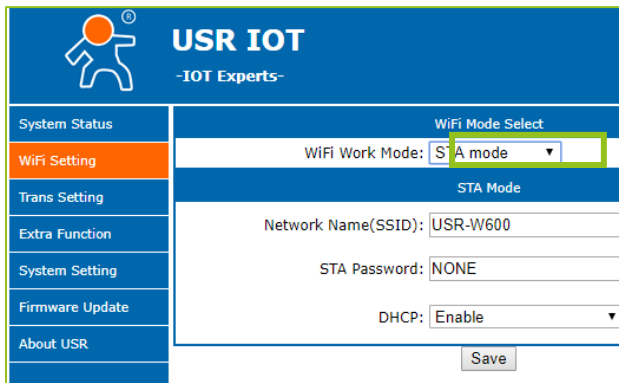 ®
USR IOT
-IOT Experts-
System Status
WiFi Setting
Trans Setting
Extra Function
System Setting
Firmware Update
About USR
WiFi Mode Select
WiFi Work Mode: STA mode
STA Mode
Network Name(SSID): USR-W600
STA Password: NONE
DHCP: Enable
Save